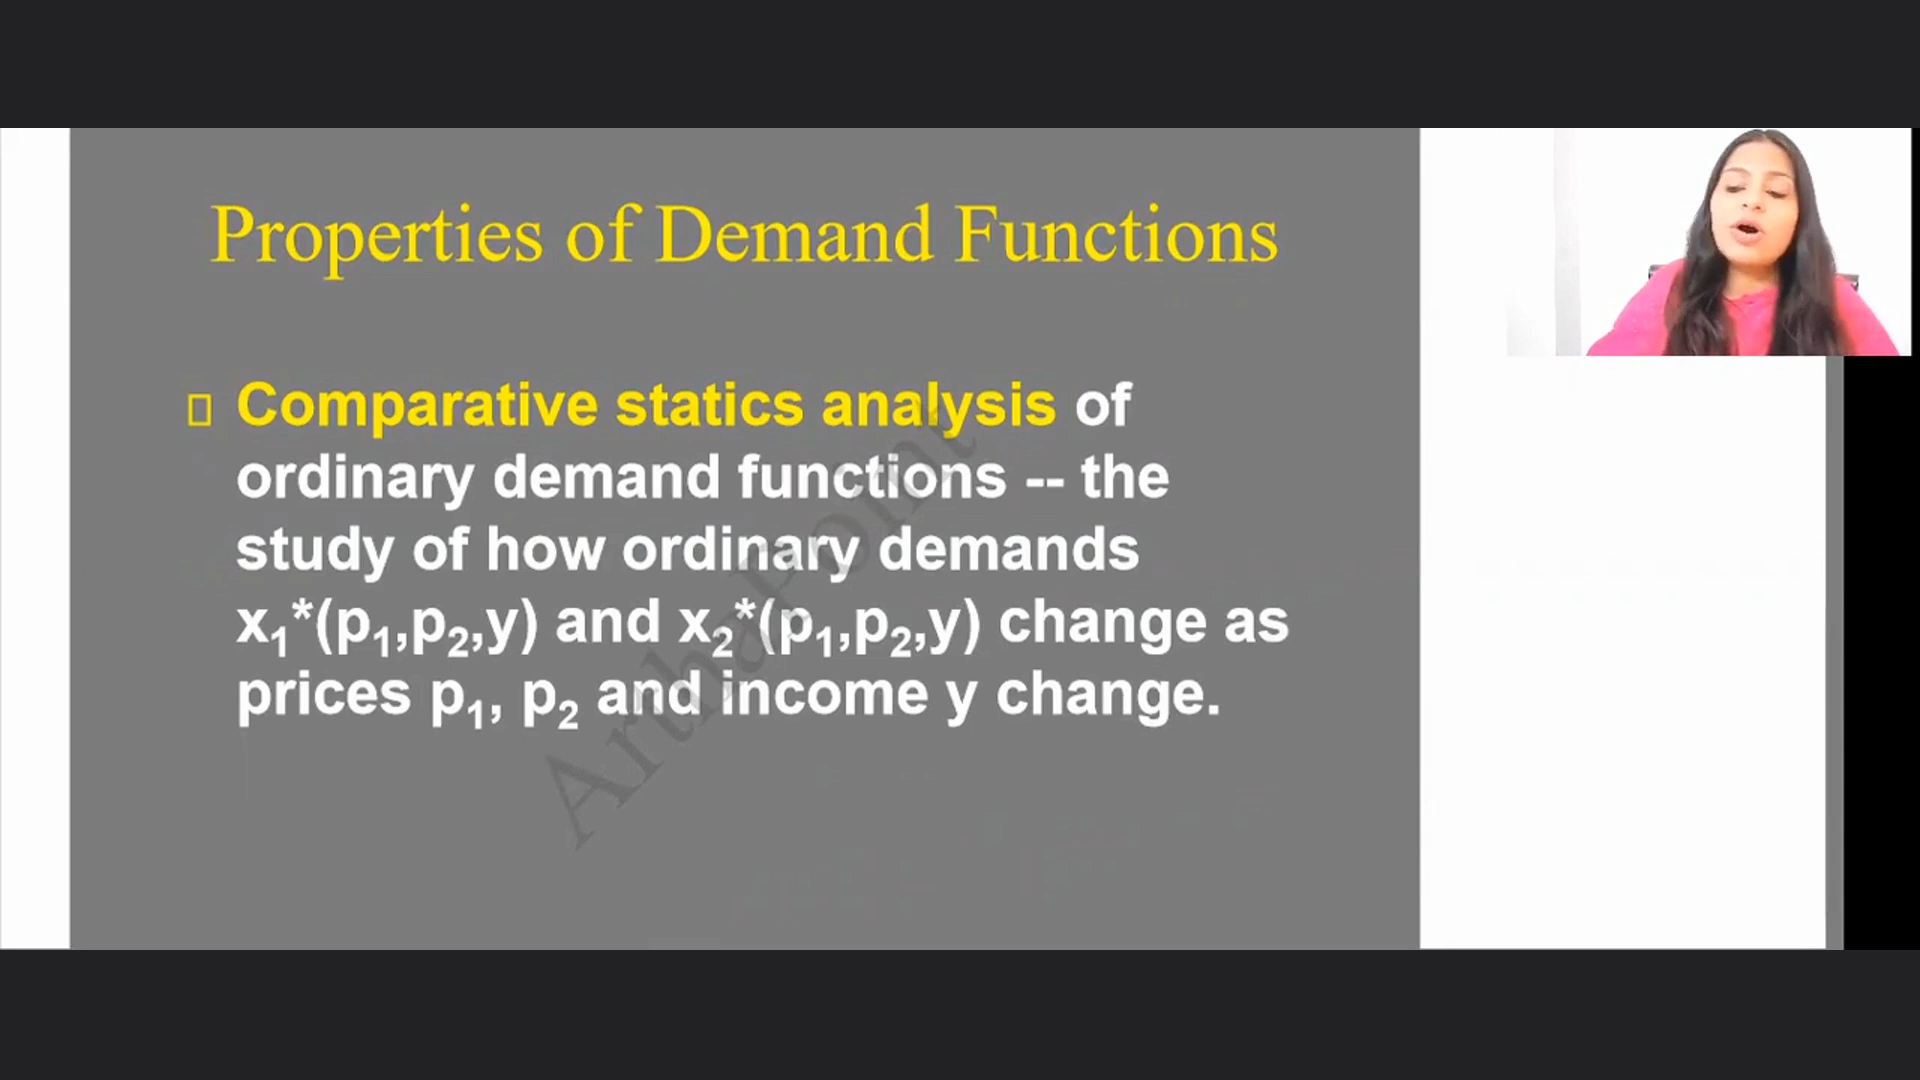 Properties of Demand Functions
Comparative statics analysis of
ordinary demand functions -- the
study of how ordinary demands
x₁*(p₁,p₂,y) and x₂*(p₁,p₂,y) change as
prices p₁, p₂ and income y change.
ArthaPoint